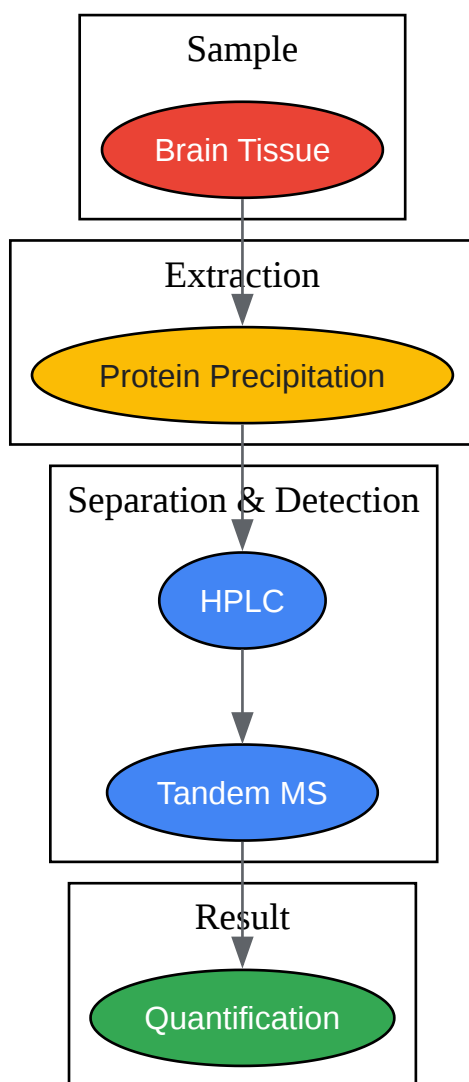 Sample
Brain Tissue
Extraction
Protein Precipitation
Separation & Detection
HPLC
Tandem MS
Result
Quantification